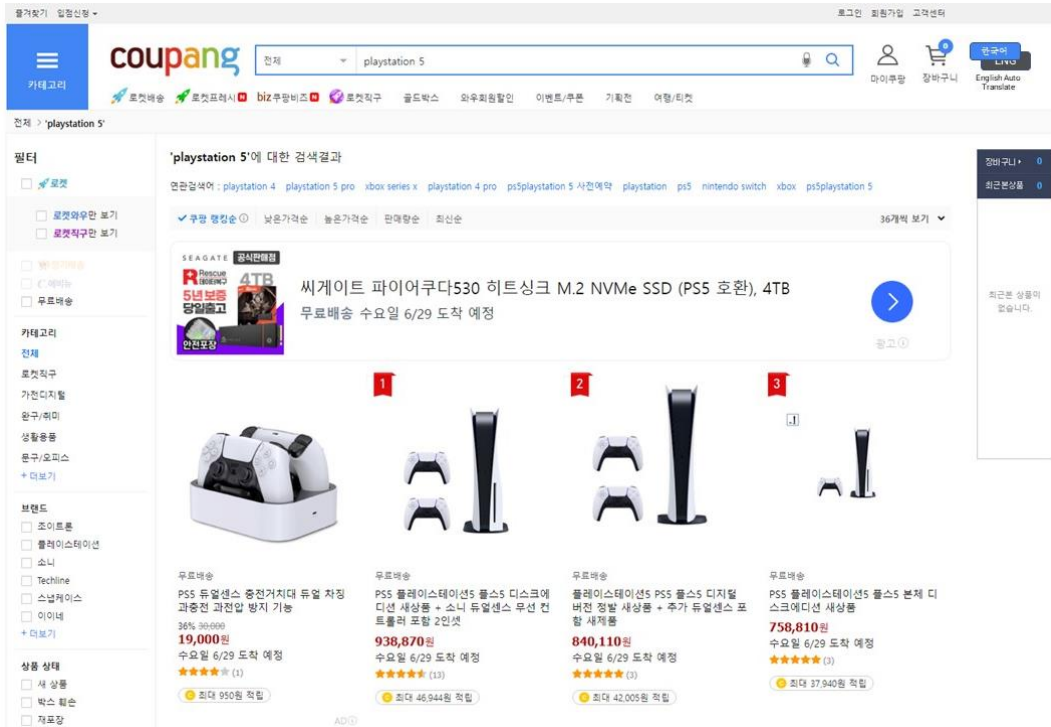 즐겨찾기 입점신청
로그인 회원가입 고객센터
카테고리
coupang
전체
playstation 5
마이쿠팡
0
장바구니
한국어
English Auto
Translate
로켓배송 로켓프레시 N biz쿠팡비즈 N 로켓직구 골드박스 와우회원할인 이벤트/쿠폰 기획전 여행/티켓
전체 > 'playstation 5'
필터
로켓
로켓와우만 보기
로켓직구만 보기
무료배송
카테고리
전체
로켓직구
가전디지털
완구/취미
생활용품
문구/오피스
+ 더보기
브랜드
조이트론
플레이스테이션
소니
Techline
스냅케이스
이이네
+ 더보기
상품 상태
새 상품
박스 훼손
재포장
'playstation 5'에 대한 검색결과
연관검색어 : playstation 4 playstation 5 pro xbox series x playstation 4 pro ps5playstation 5 사전예약 playstation ps5 nintendo switch xbox ps5playstation 5
쿠팡 랭킹순 낮은가격순 높은가격순 판매량순 최신순
36개씩 보기
SEAGATE 공식판매점
Rescue
데이터복구
4TB
5년보증
당일출고
안전포장
씨게이트 파이어쿠다530 히트싱크 M.2 NVMe SSD (PS5 호환), 4TB
무료배송 수요일 6/29 도착 예정
광고
무료배송
PS5 듀얼센스 충전거치대 듀얼 차징
과충전 과전압 방지 기능
36% 30,000
19,000원
수요일 6/29 도착 예정
(1)
최대 950원 적립
AD
1
무료배송
PS5 플레이스테이션5 플스5 디스크에
디션 새상품 + 소니 듀얼센스 무선 컨
트롤러 포함 2인셋
938,870원
수요일 6/29 도착 예정
(13)
최대 46,944원 적립
2
무료배송
플레이스테이션5 PS5 플스5 디지털
버전 정발 새상품 + 추가 듀얼센스 포
함 새제품
840,110원
수요일 6/29 도착 예정
(3)
최대 42,005원 적립
3
무료배송
PS5 플레이스테이션5 플스5 본체 디
스크에디션 새상품
758,810원
수요일 6/29 도착 예정
(3)
최대 37,940원 적립
장바구니 0
최근본상품 0
최근본 상품이
없습니다.